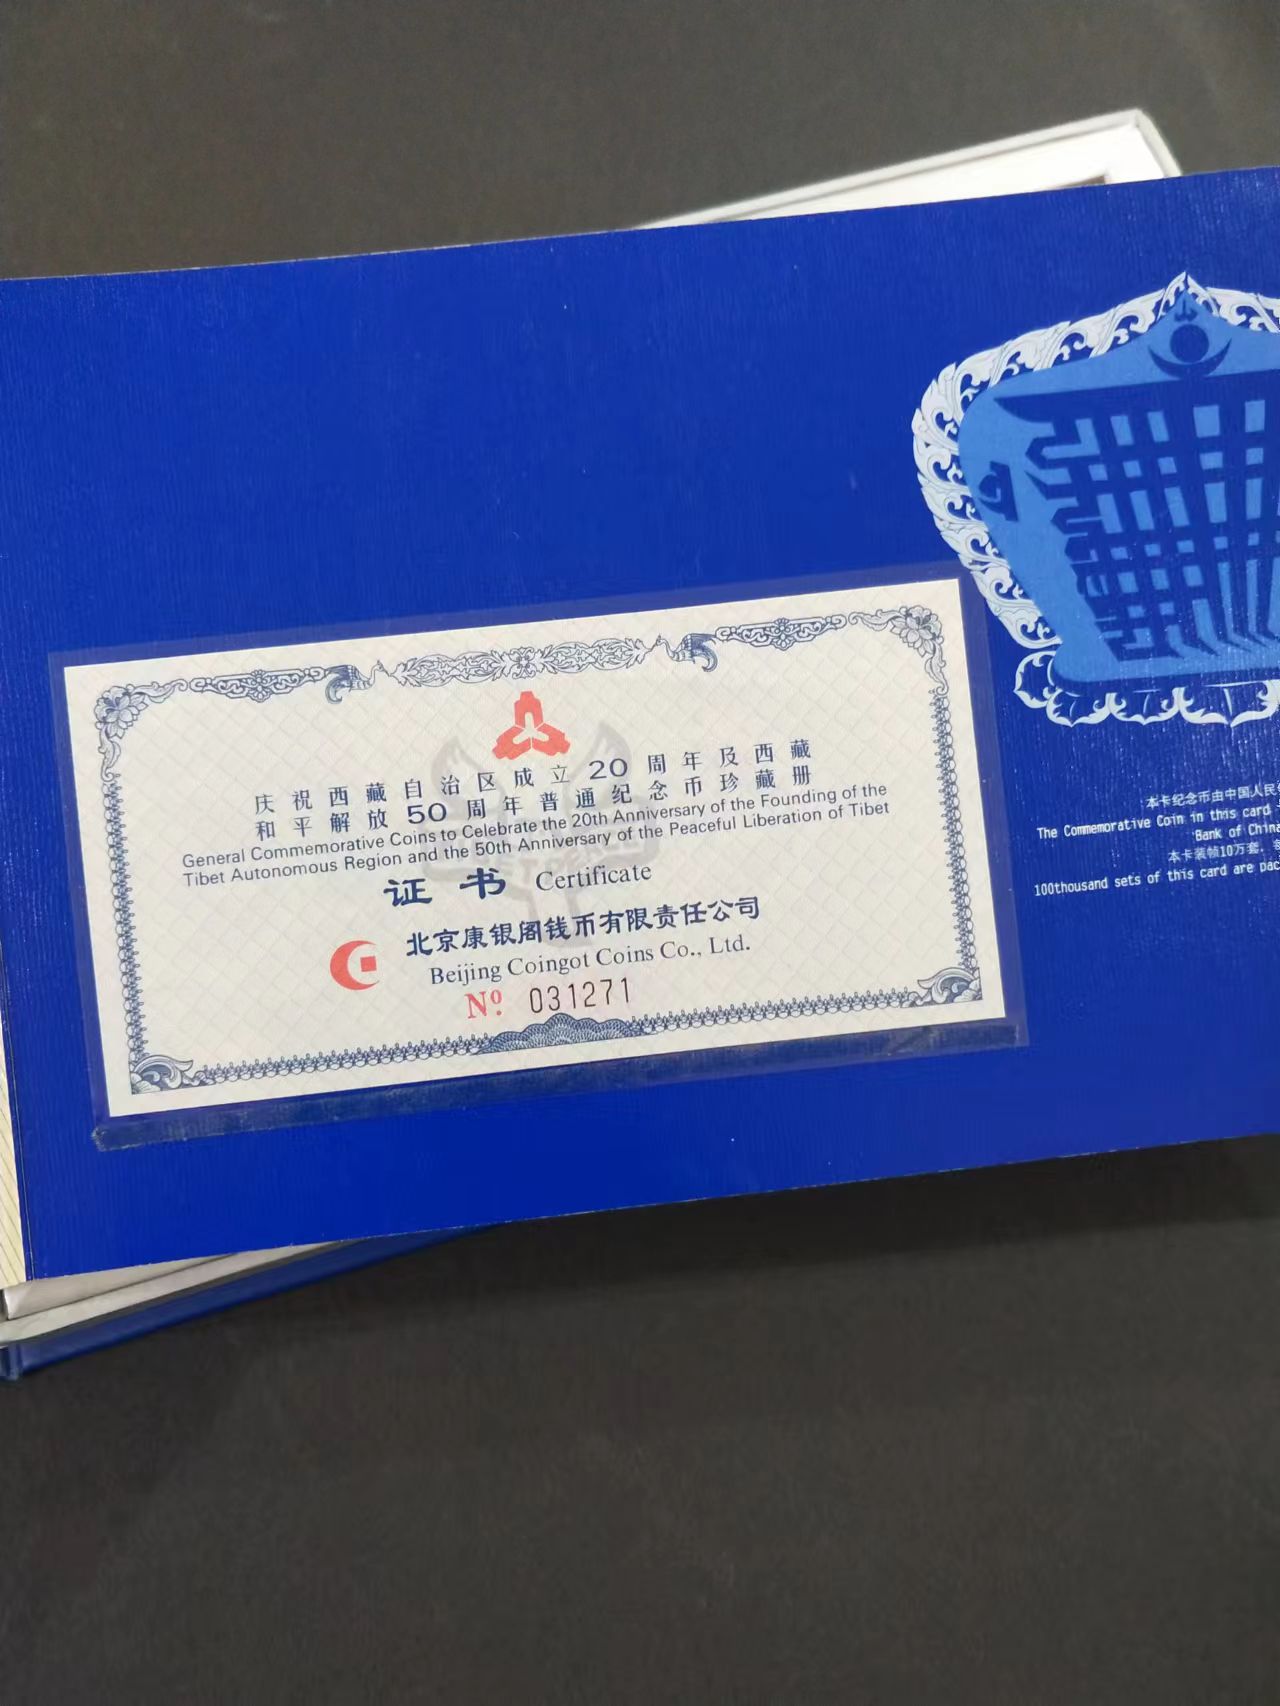 庆祝西藏自治区成立20周年及西藏
和平解放50周年普通纪念币珍藏册
General Commemorative Coins to Celebrate the 20th Anniversary of the Founding of the
Tibet Autonomous Region and the 50th Anniversary of the Peaceful Liberation of Tibet
证书 Certificate
北京康银阁钱币有限责任公司
Beijing Coingot Coins Co., Ltd.
Nº. 031271
本卡纪念币由中国人民
The Commemorative Coin in this card
Bank of China
本卡装帧10万套,
100thousand sets of this card are pac